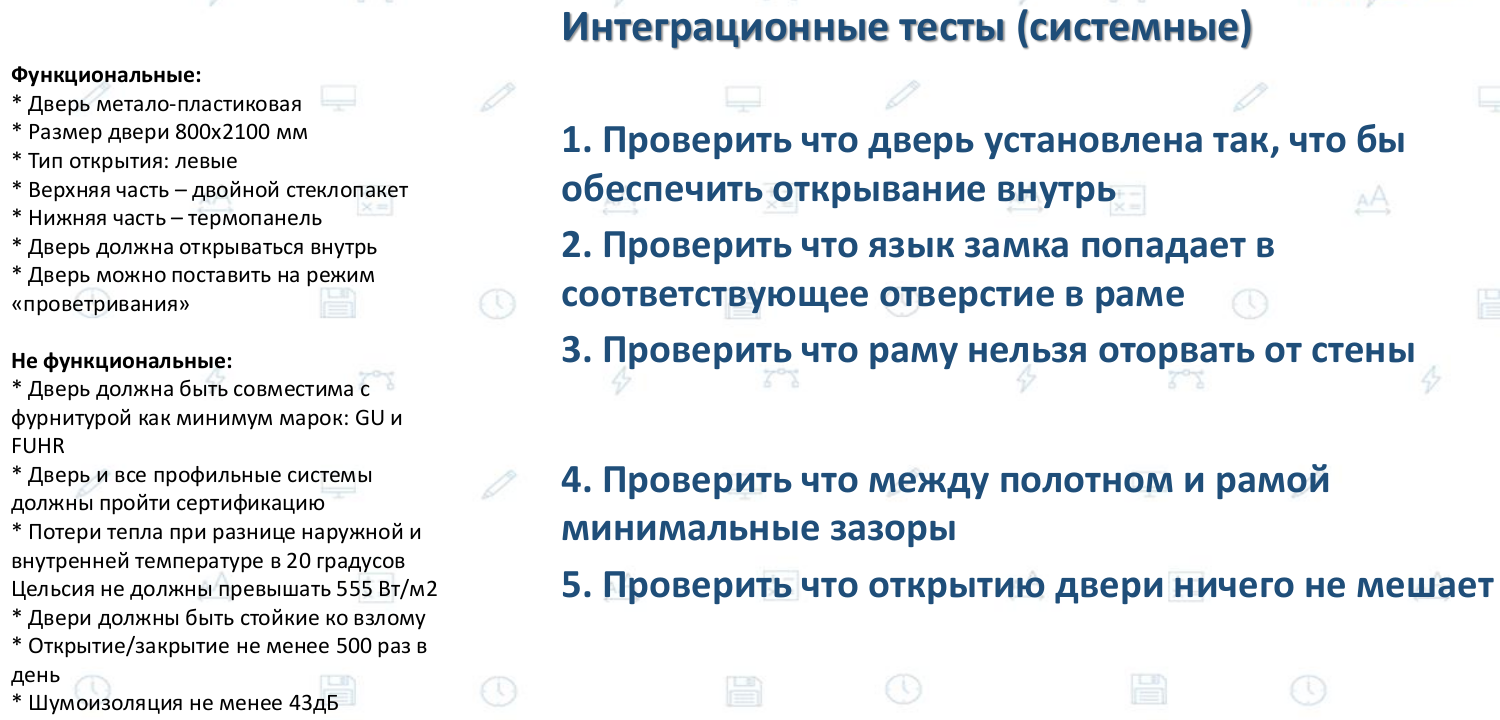 Интеграционные тесты (системные)
Функциональные:
* Дверь метало-пластиковая
* Размер двери 800х2100 мм
* Тип открытия: левые
* Верхняя часть – двойной стеклопакет
* Нижняя часть – термопанель
* Дверь должна открываться внутрь
* Дверь можно поставить на режим
«проветривания»
Не функциональные:
* Дверь должна быть совместима с
фурнитурой как минимум марок: GU и
FUHR
* Дверь и все профильные системы
должны пройти сертификацию
* Потери тепла при разнице наружной и
внутренней температуре в 20 градусов
Цельсия не должны превышать 555 Вт/м2
* Двери должны быть стойкие ко взлому
* Открытие/закрытие не менее 500 раз в
день
* Шумоизоляция не менее 43дБ
1. Проверить что дверь установлена так, что бы
обеспечить открывание внутрь
2. Проверить что язык замка попадает в
соответствующее отверстие в раме
3. Проверить что раму нельзя оторвать от стены
4. Проверить что между полотном и рамой
минимальные зазоры
5. Проверить что открытию двери ничего не мешает